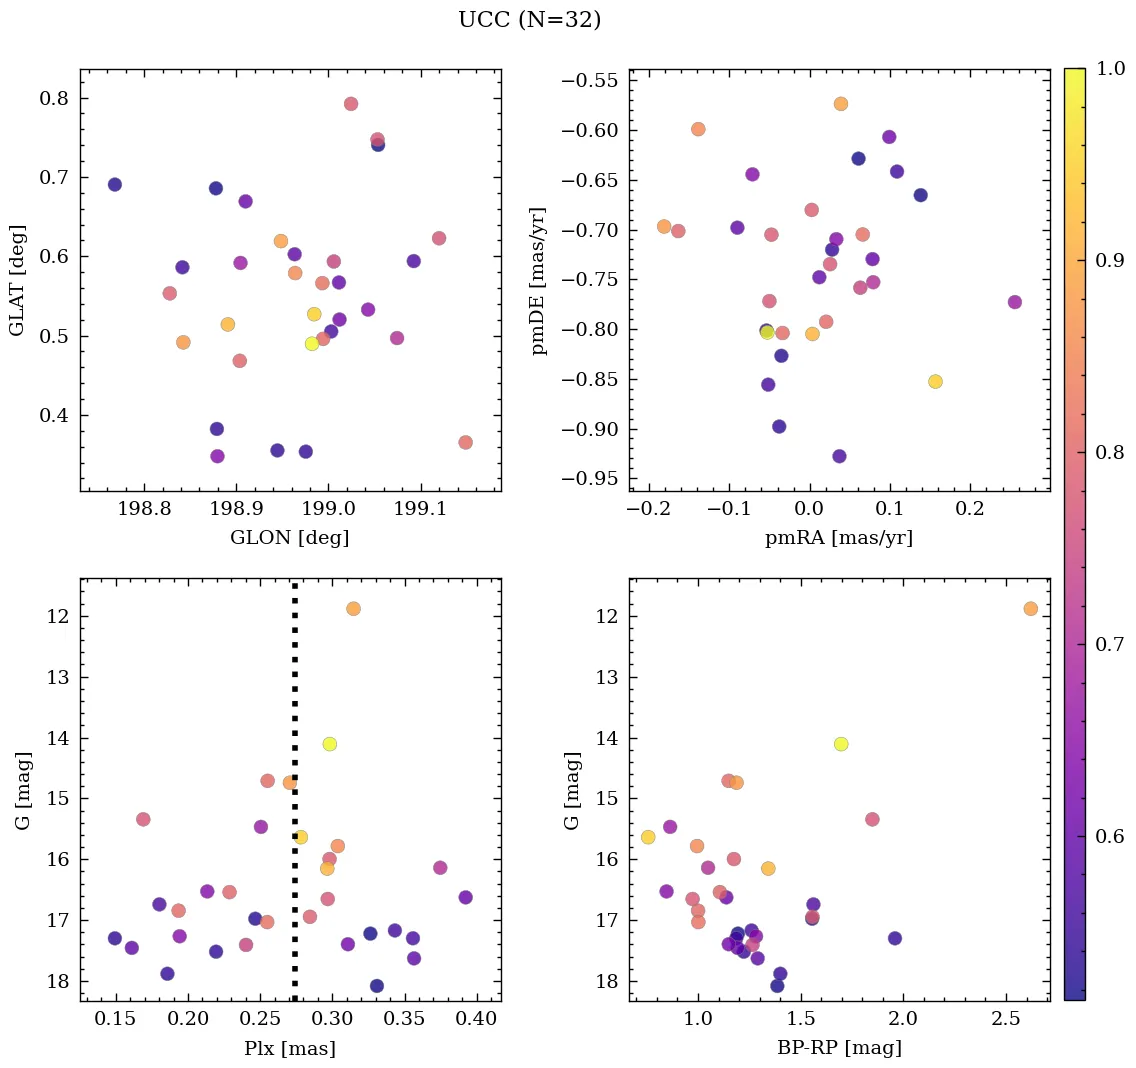 UCC (N=32)
0.8
0.7
0.6
0.5
0.4
GLAT [deg]
198.8 198.9 199.0 199.1
GLON [deg]
−0.55
−0.60
−0.65
−0.70
−0.75
−0.80
−0.85
−0.90
−0.95
pmDE [mas/yr]
−0.2 −0.1 0.0 0.1 0.2
pmRA [mas/yr]
12
13
14
15
16
17
18
G [mag]
0.15 0.20 0.25 0.30 0.35 0.40
Plx [mas]
12
13
14
15
16
17
18
G [mag]
1.0 1.5 2.0 2.5
BP-RP [mag]
1.0
0.9
0.8
0.7
0.6